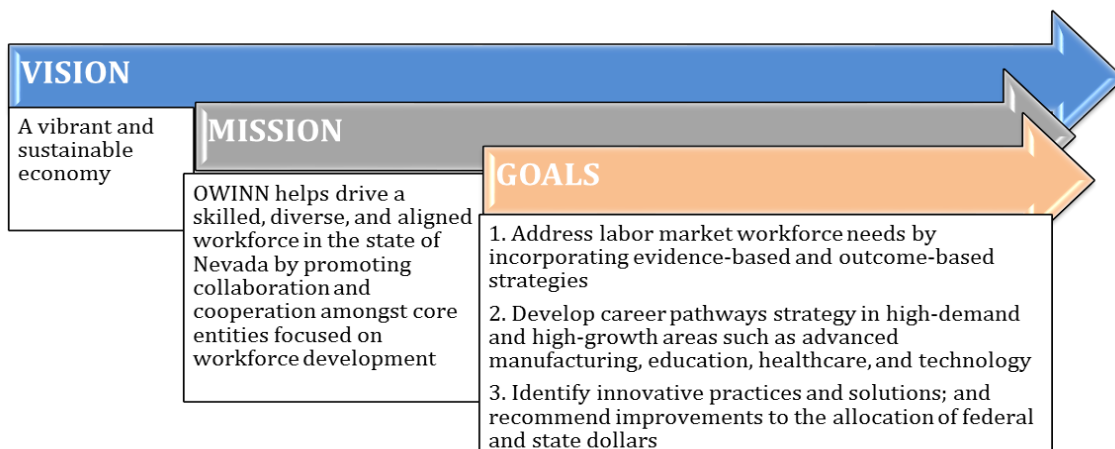 VISION
A vibrant and
sustainable
economy
MISSION
OWINN helps drive a
skilled, diverse, and aligned
workforce in the state of
Nevada by promoting
collaboration and
cooperation amongst core
entities focused on
workforce development
GOALS
1. Address labor market workforce needs by
incorporating evidence-based and outcome-based
strategies
2. Develop career pathways strategy in high-demand
and high-growth areas such as advanced
manufacturing, education, healthcare, and technology
3. Identify innovative practices and solutions; and
recommend improvements to the allocation of federal
and state dollars